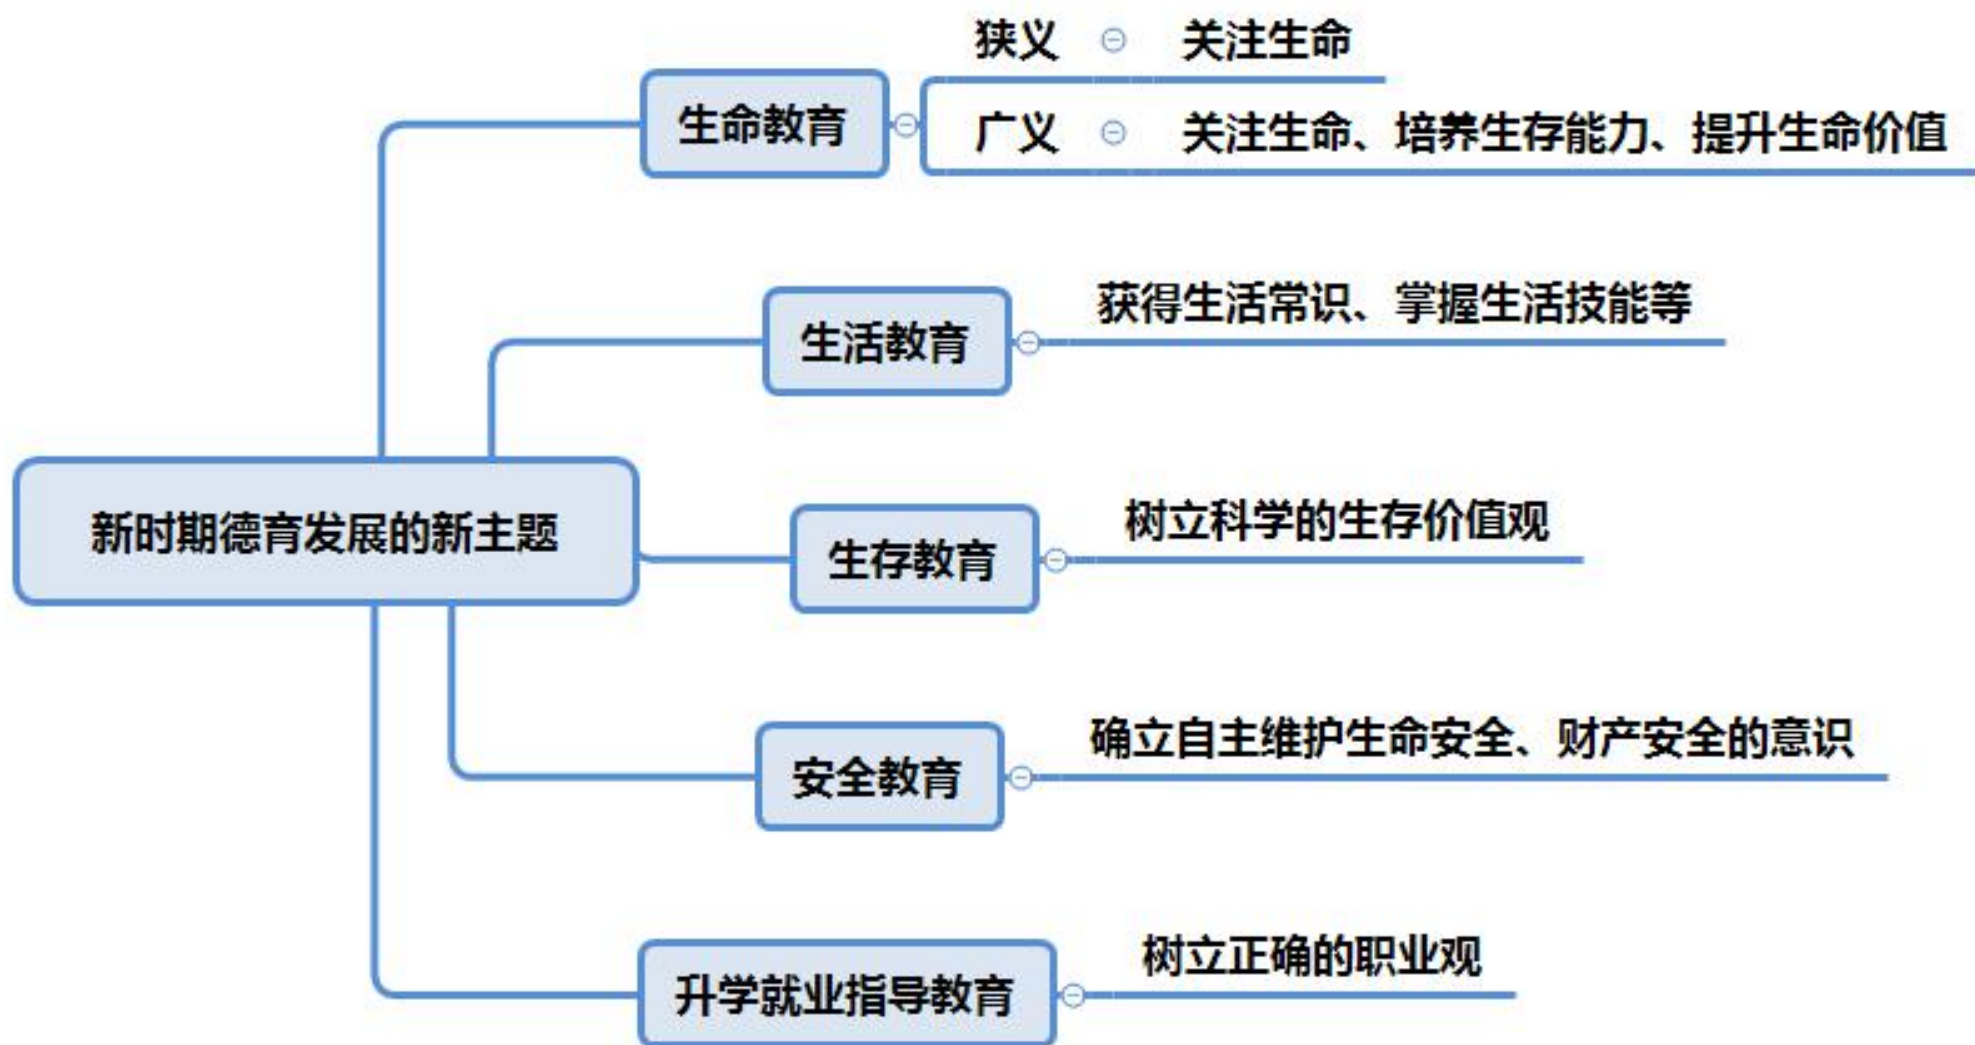 狭义 关注生命
生命教育
广义 关注生命、培养生存能力、提升生命价值
获得生活常识、掌握生活技能等
生活教育
新时期德育发展的新主题
树立科学的生存价值观
生存教育
确立自主维护生命安全、财产安全的意识
安全教育
树立正确的职业观
升学就业指导教育